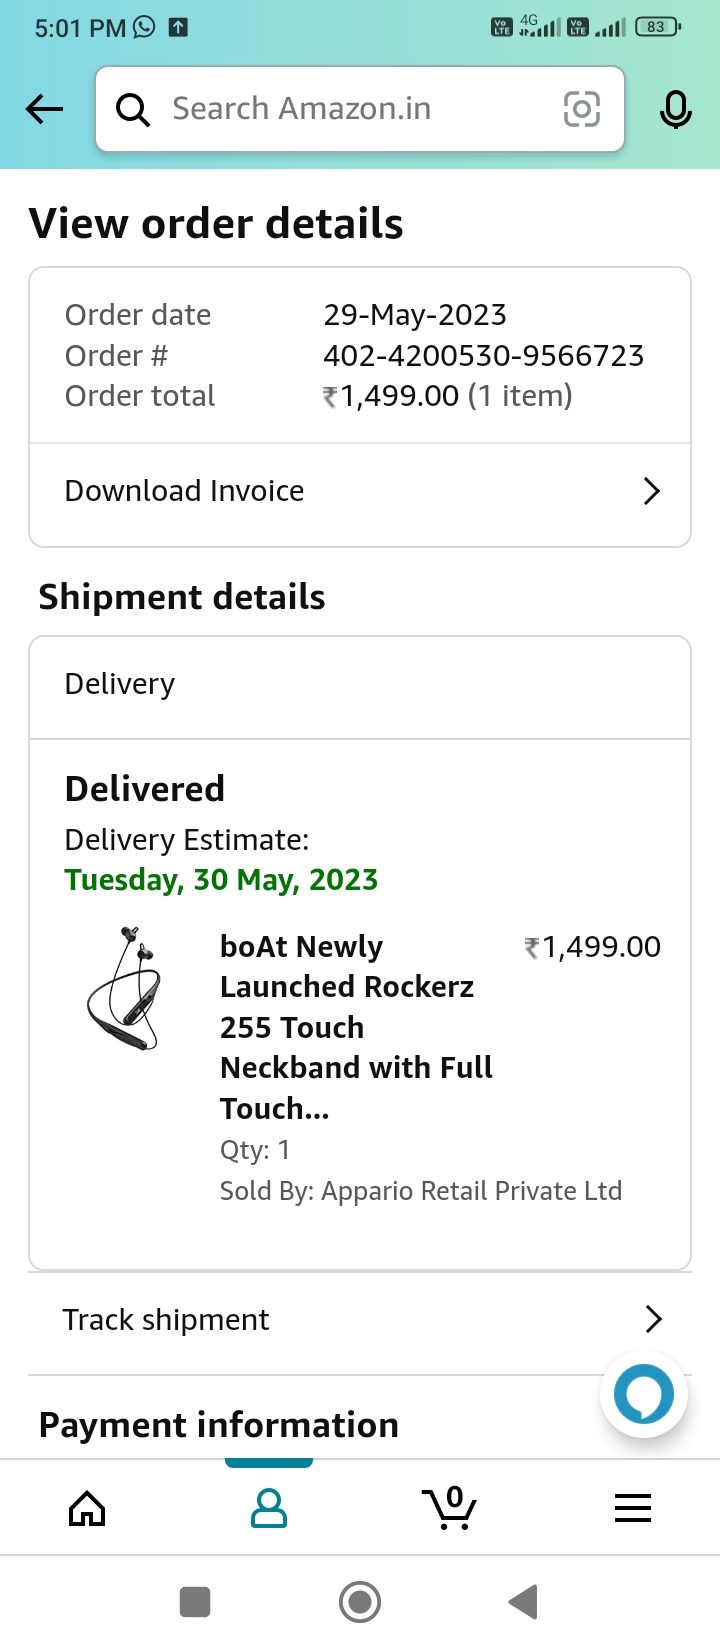 5:01 PM
Vo LTE 4G Vo LTE 83
Search Amazon.in
View order details
Order date 29-May-2023
Order # 402-4200530-9566723
Order total ₹1,499.00 (1 item)
Download Invoice
Shipment details
Delivery
Delivered
Delivery Estimate:
Tuesday, 30 May, 2023
boAt Newly ₹1,499.00
Launched Rockerz
255 Touch
Neckband with Full
Touch...
Qty: 1
Sold By: Appario Retail Private Ltd
Track shipment
Payment information
0